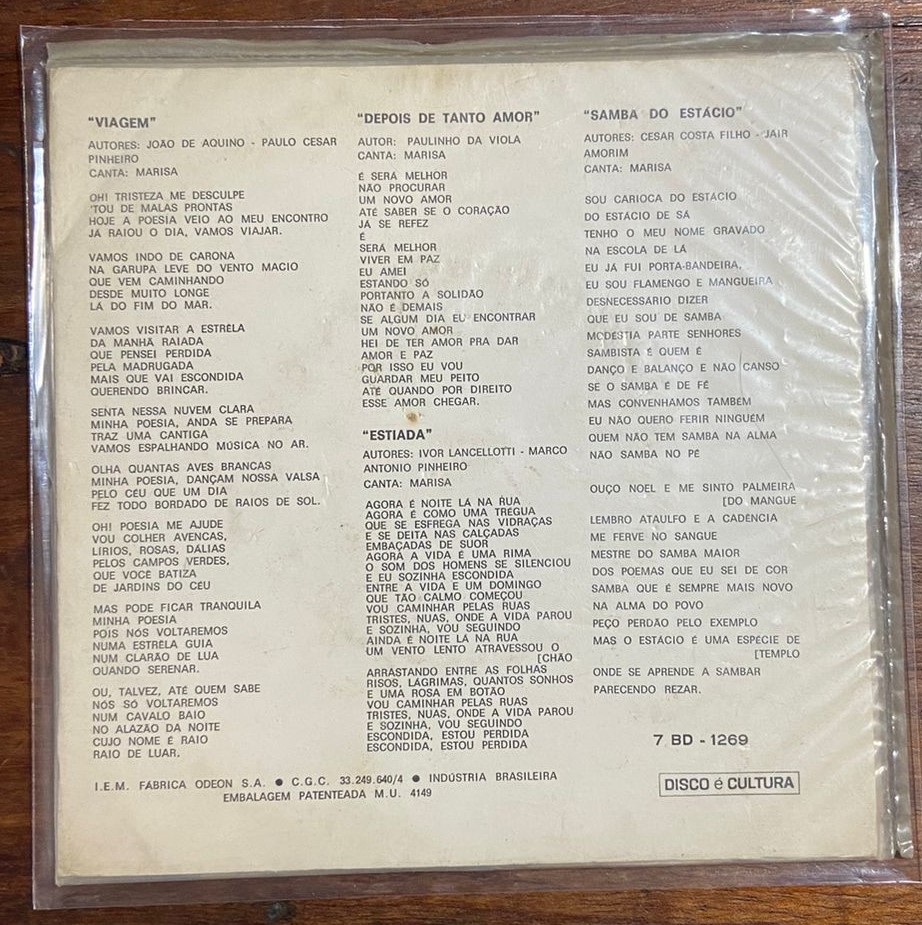 "VIAGEM"
AUTORES: JOÃO DE AQUINO - PAULO CESAR
PINHEIRO
CANTA: MARISA
OH! TRISTEZA ME DESCULPE
'TOU DE MALAS PRONTAS
HOJE A POESIA VEIO AO MEU ENCONTRO
JÁ RAIOU O DIA, VAMOS VIAJAR.
VAMOS INDO DE CARONA
NA GARUPA LEVE DO VENTO MACIO
QUE VEM CAMINHANDO
DESDE MUITO LONGE
LÁ DO FIM DO MAR.
VAMOS VISITAR A ESTRÊLA
DA MANHÃ RAIADA
QUE PENSEI PERDIDA
PELA MADRUGADA
MAIS QUE VAI ESCONDIDA
QUERENDO BRINCAR.
SENTA NESSA NUVEM CLARA
MINHA POESIA, ANDA SE PREPARA
TRAZ UMA CANTIGA
VAMOS ESPALHANDO MÚSICA NO AR.
OLHA QUANTAS AVES BRANCAS
MINHA POESIA, DANÇAM NOSSA VALSA
PELO CÉU QUE UM DIA
FEZ TODO BORDADO DE RAIOS DE SOL.
OH! POESIA ME AJUDE
VOU COLHER AVENCAS,
LÍRIOS, ROSAS, DÁLIAS
PELOS CAMPOS VERDES,
QUE VOCÊ BATIZA
DE JARDINS DO CÉU
MAS PODE FICAR TRANQUILA
MINHA POESIA
POIS NÓS VOLTAREMOS
NUMA ESTRÊLA GUIA
NUM CLARÃO DE LUA
QUANDO SERENAR.
OU, TALVEZ, ATÉ QUEM SABE
NÓS SÓ VOLTAREMOS
NUM CAVALO BAIO
NO ALAZÃO DA NOITE
CUJO NOME É RAIO
RAIO DE LUAR.
"DEPOIS DE TANTO AMOR"
AUTOR: PAULINHO DA VIOLA
CANTA: MARISA
É SERÁ MELHOR
NÃO PROCURAR
UM NOVO AMOR
ATÉ SABER SE O CORAÇÃO
JÁ SE REFEZ
É
SERÁ MELHOR
VIVER EM PAZ
EU AMEI
ESTANDO SÓ
PORTANTO A SOLIDÃO
NÃO É DEMAIS
SE ALGUM DIA EU ENCONTRAR
UM NOVO AMOR
HEI DE TER AMOR PRA DAR
AMOR E PAZ
POR ISSO EU VOU
GUARDAR MEU PEITO
ATÉ QUANDO POR DIREITO
ESSE AMOR CHEGAR.
"ESTIADA"
AUTORES: IVOR LANCELLOTTI - MARCO
ANTONIO PINHEIRO
CANTA: MARISA
AGORA É NOITE LÁ NA RUA
AGORA É COMO UMA TRÉGUA
QUE SE ESFREGA NAS VIDRAÇAS
E SE DEITA NAS CALÇADAS
EMBAÇADAS DE SUOR
AGORA A VIDA É UMA RIMA
O SOM DOS HOMENS SE SILENCIOU
E EU SOZINHA ESCONDIDA
ENTRE A VIDA E UM DOMINGO
QUE TÃO CALMO COMEÇOU
VOU CAMINHAR PELAS RUAS
TRISTES, NUAS, ONDE A VIDA PAROU
E SOZINHA, VOU SEGUINDO
AINDA É NOITE LÁ NA RUA
UM VENTO LENTO ATRAVESSOU O
[CHÃO
ARRASTANDO ENTRE AS FOLHAS
RISOS, LÁGRIMAS, QUANTOS SONHOS
E UMA ROSA EM BOTÃO
VOU CAMINHAR PELAS RUAS
TRISTES, NUAS, ONDE A VIDA PAROU
E SOZINHA, VOU SEGUINDO
ESCONDIDA, ESTOU PERDIDA
ESCONDIDA, ESTOU PERDIDA
"SAMBA DO ESTÁCIO"
AUTORES: CESAR COSTA FILHO - JAIR
AMORIM
CANTA: MARISA
SOU CARIOCA DO ESTÁCIO
DO ESTÁCIO DE SÁ
TENHO O MEU NOME GRAVADO
NA ESCOLA DE LÁ
EU JÁ FUI PORTA-BANDEIRA,
EU SOU FLAMENGO E MANGUEIRA
DESNECESSÁRIO DIZER
QUE EU SOU DE SAMBA
MODÉSTIA PARTE SENHORES
SAMBISTA É QUEM É
DANÇO E BALANÇO E NÃO CANSO
SE O SAMBA É DE FÉ
MAS CONVENHAMOS TAMBÉM
EU NÃO QUERO FERIR NINGUÉM
QUEM NÃO TEM SAMBA NA ALMA
NÃO SAMBA NO PÉ
OUÇO NOEL E ME SINTO PALMEIRA
[DO MANGUE
LEMBRO ATAULFO E A CADÊNCIA
ME FERVE NO SANGUE
MESTRE DO SAMBA MAIOR
DOS POEMAS QUE EU SEI DE COR
SAMBA QUE É SEMPRE MAIS NOVO
NA ALMA DO POVO
PEÇO PERDÃO PELO EXEMPLO
MAS O ESTÁCIO É UMA ESPÉCIE DE
[TEMPLO
ONDE SE APRENDE A SAMBAR
PARECENDO REZAR.
7 BD - 1269
I.E.M. FÁBRICA ODEON S.A. ● C.G.C. 33.249.640/4 ● INDÚSTRIA BRASILEIRA
EMBALAGEM PATENTEADA M.U. 4149
DISCO é CULTURA